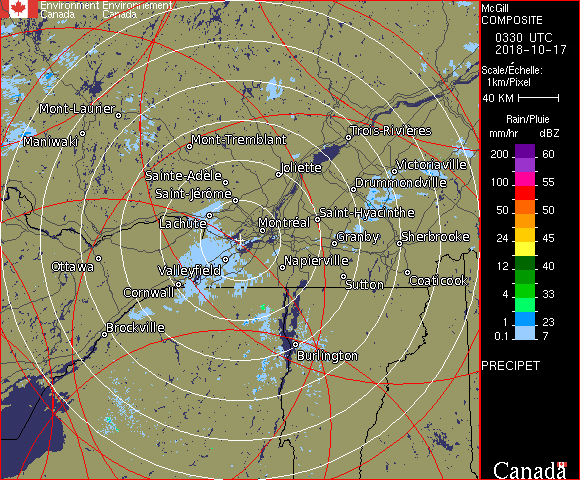 Environment Environnement
Canada Canada
McGill
COMPOSITE
0330 UTC
2018-10-17
Scale/Échelle:
1km/Pixel
40 KM
Rain/Pluie
mm/hr dBZ
200 60
155
100 55
50 50
24 45
12 40
4 33
1 23
0.1 7
PRECIPET
Canada
Mont-Laurier
Maniwaki
Mont-Tremblant
Trois-Rivières
Sainte-Adèle
Joliette
Victoriaville
Saint-Jérôme
Drummondville
Lachute
Montréal
Saint-Hyacinthe
Granby
Sherbrooke
Ottawa
Valleyfield
Napierville
Cornwall
Sutton
Coaticook
Brockville
Burlington